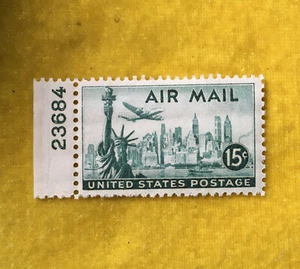 23684
AIR MAIL
15¢
UNITED STATES POSTAGE